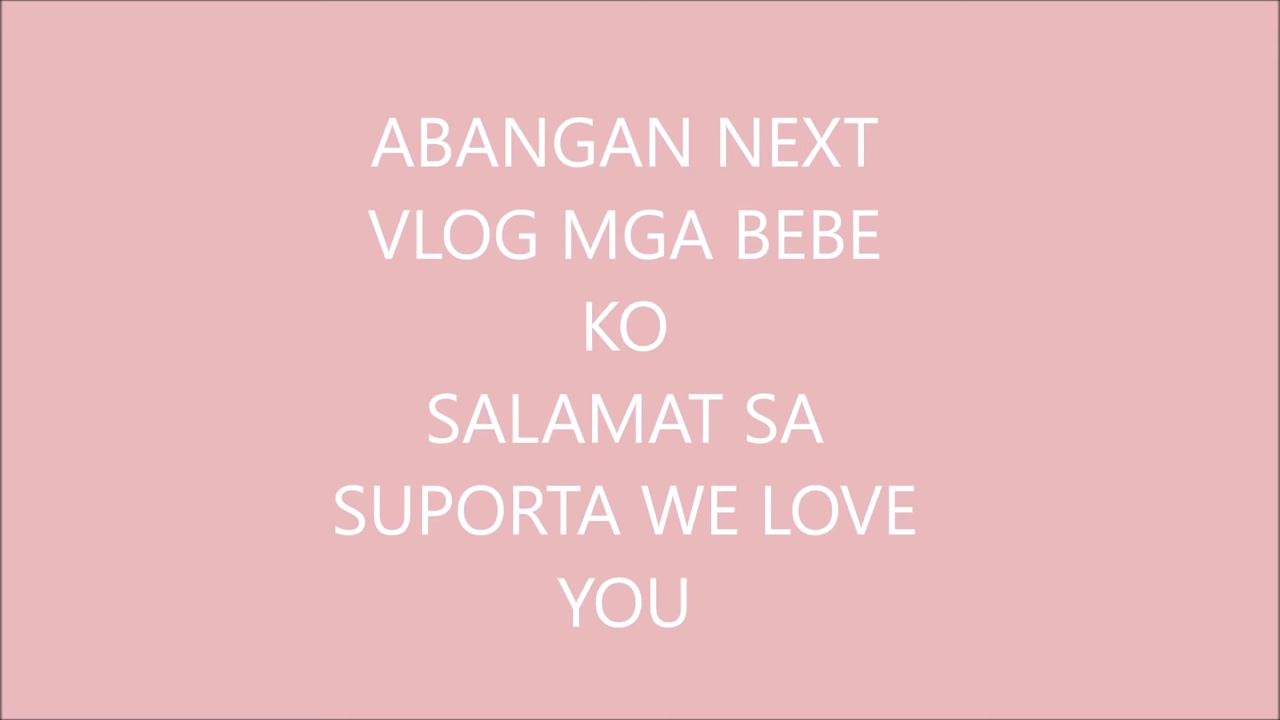 ABANGAN NEXT
VLOG MGA BEBE
KO
SALAMAT SA
SUPORTA WE LOVE
YOU